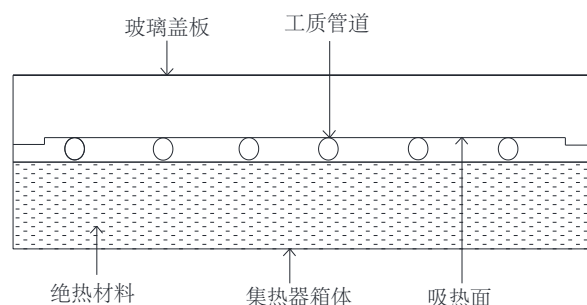 玻璃盖板
工质管道
绝热材料
集热器箱体
吸热面